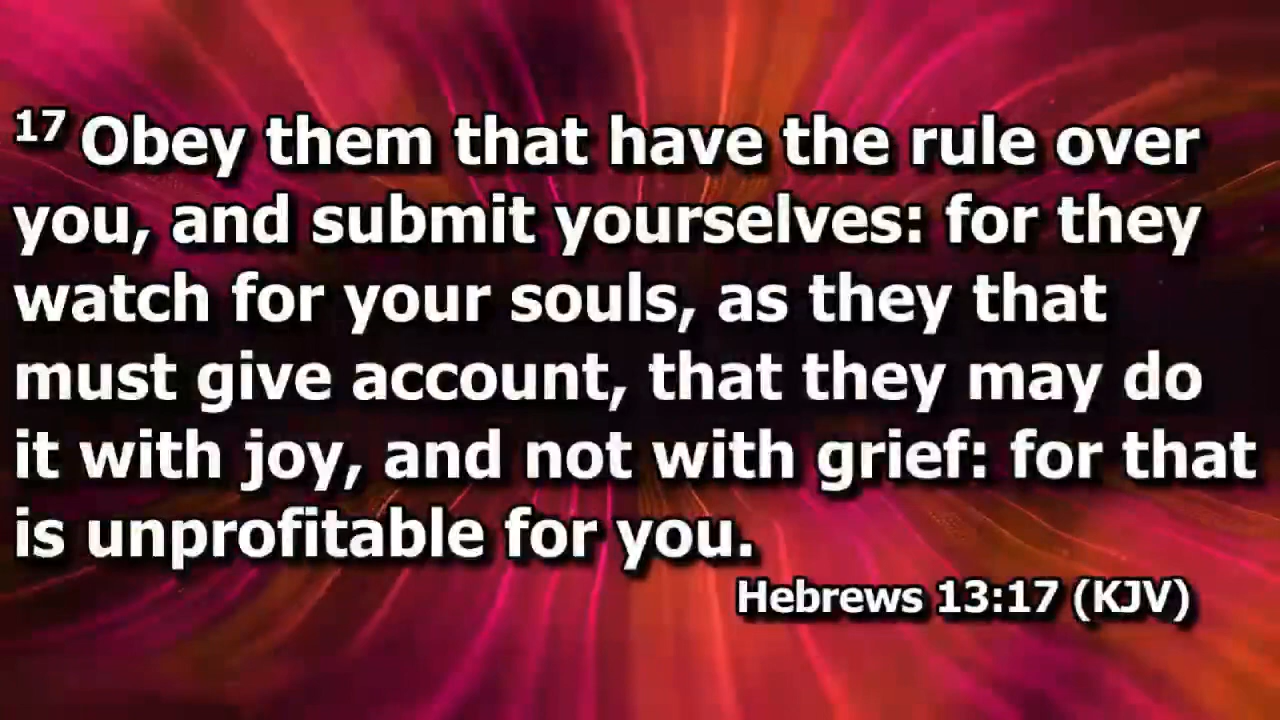 17 Obey them that have the rule over
you, and submit yourselves: for they
watch for your souls, as they that
must give account, that they may do
it with joy, and not with grief: for that
is unprofitable for you.
Hebrews 13:17 (KJV)